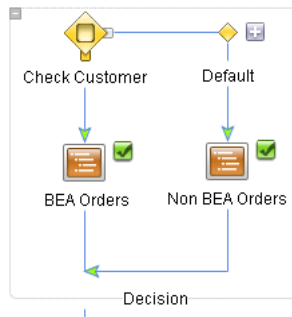 Check Customer
Default
BEA Orders
Non BEA Orders
Decision